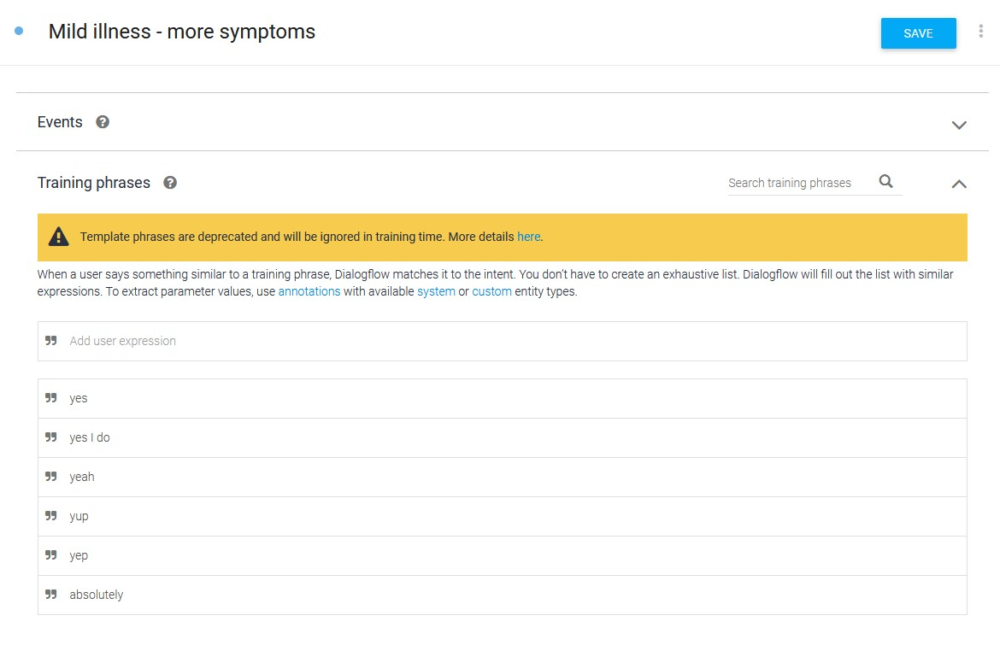 Mild illness - more symptoms
SAVE
Events
Training phrases
Search training phrases
Template phrases are deprecated and will be ignored in training time. More details here.
When a user says something similar to a training phrase, Dialogflow matches it to the intent. You don't have to create an exhaustive list. Dialogflow will fill out the list with similar
expressions. To extract parameter values, use annotations with available system or custom entity types.
Add user expression
yes
yes I do
yeah
yup
yep
absolutely